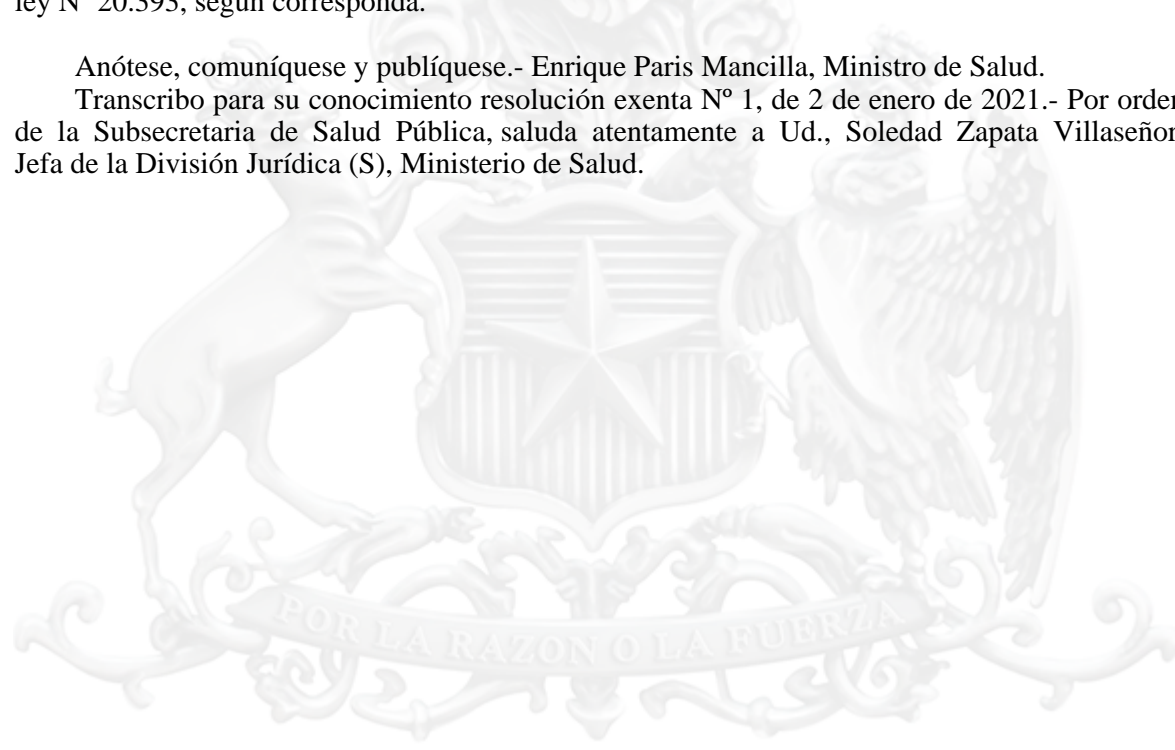 ley N° 20.393, según corresponda.
Anótese, comuníquese y publíquese.- Enrique Paris Mancilla, Ministro de Salud.
Transcribo para su conocimiento resolución exenta Nº 1, de 2 de enero de 2021.- Por orden
de la Subsecretaria de Salud Pública, saluda atentamente a Ud., Soledad Zapata Villaseñor
Jefa de la División Jurídica (S), Ministerio de Salud.
POR LA RAZON O LA FUERZA